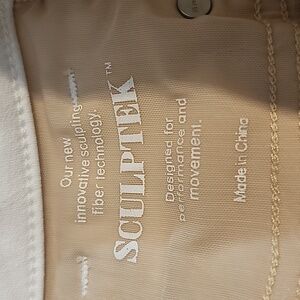 Our new
innovative sculpting
fiber technology.
SCULPTEK™
Designed for
performance and
movement.
Made in China